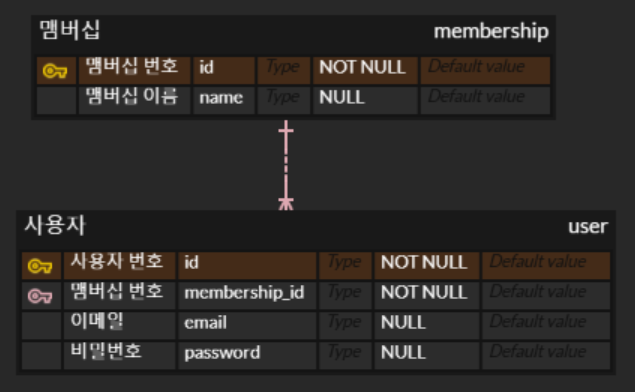 맴버십 membership
맴버십 번호 id Type NOT NULL Default value
맴버십 이름 name Type NULL Default value
사용자 user
사용자 번호 id Type NOT NULL Default value
맴버십 번호 membership_id Type NOT NULL Default value
이메일 email Type NULL Default value
비밀번호 password Type NULL Default value